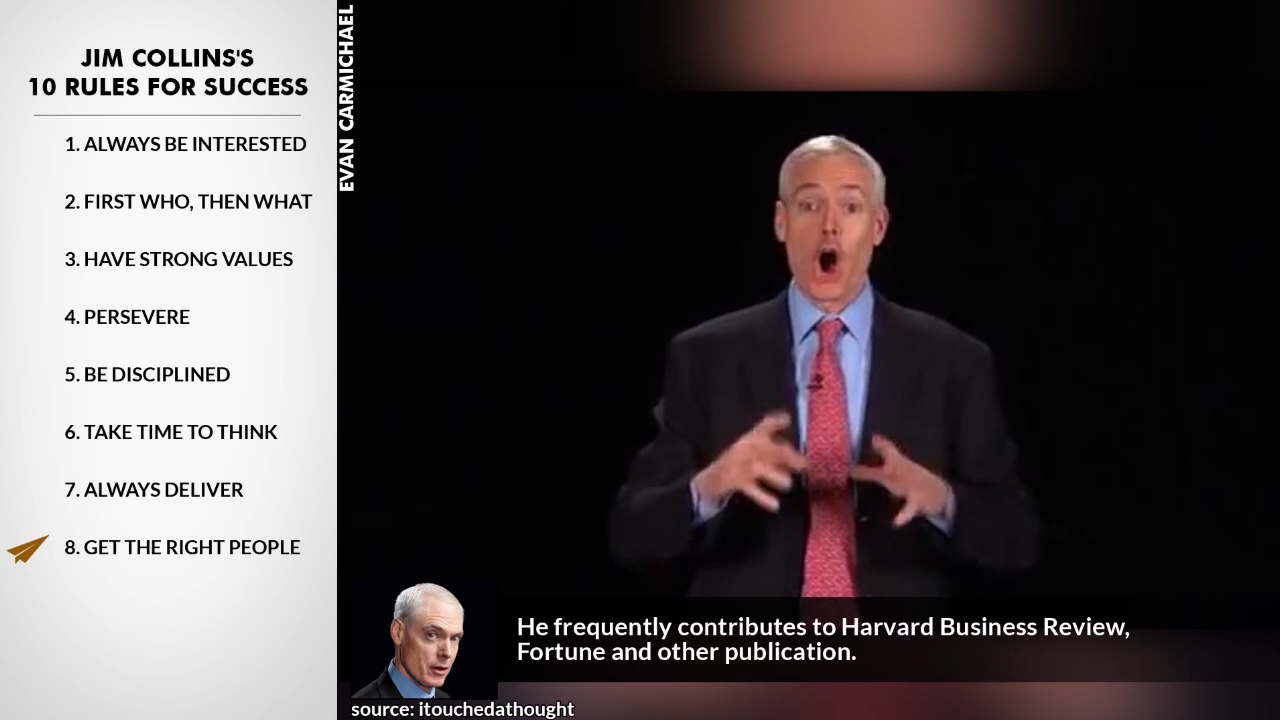 JIM COLLINS'S
10 RULES FOR SUCCESS
1. ALWAYS BE INTERESTED
2. FIRST WHO, THEN WHAT
3. HAVE STRONG VALUES
4. PERSEVERE
5. BE DISCIPLINED
6. TAKE TIME TO THINK
7. ALWAYS DELIVER
8. GET THE RIGHT PEOPLE
EVAN CARMICHAEL
He frequently contributes to Harvard Business Review,
Fortune and other publication.
source: itouchedathought